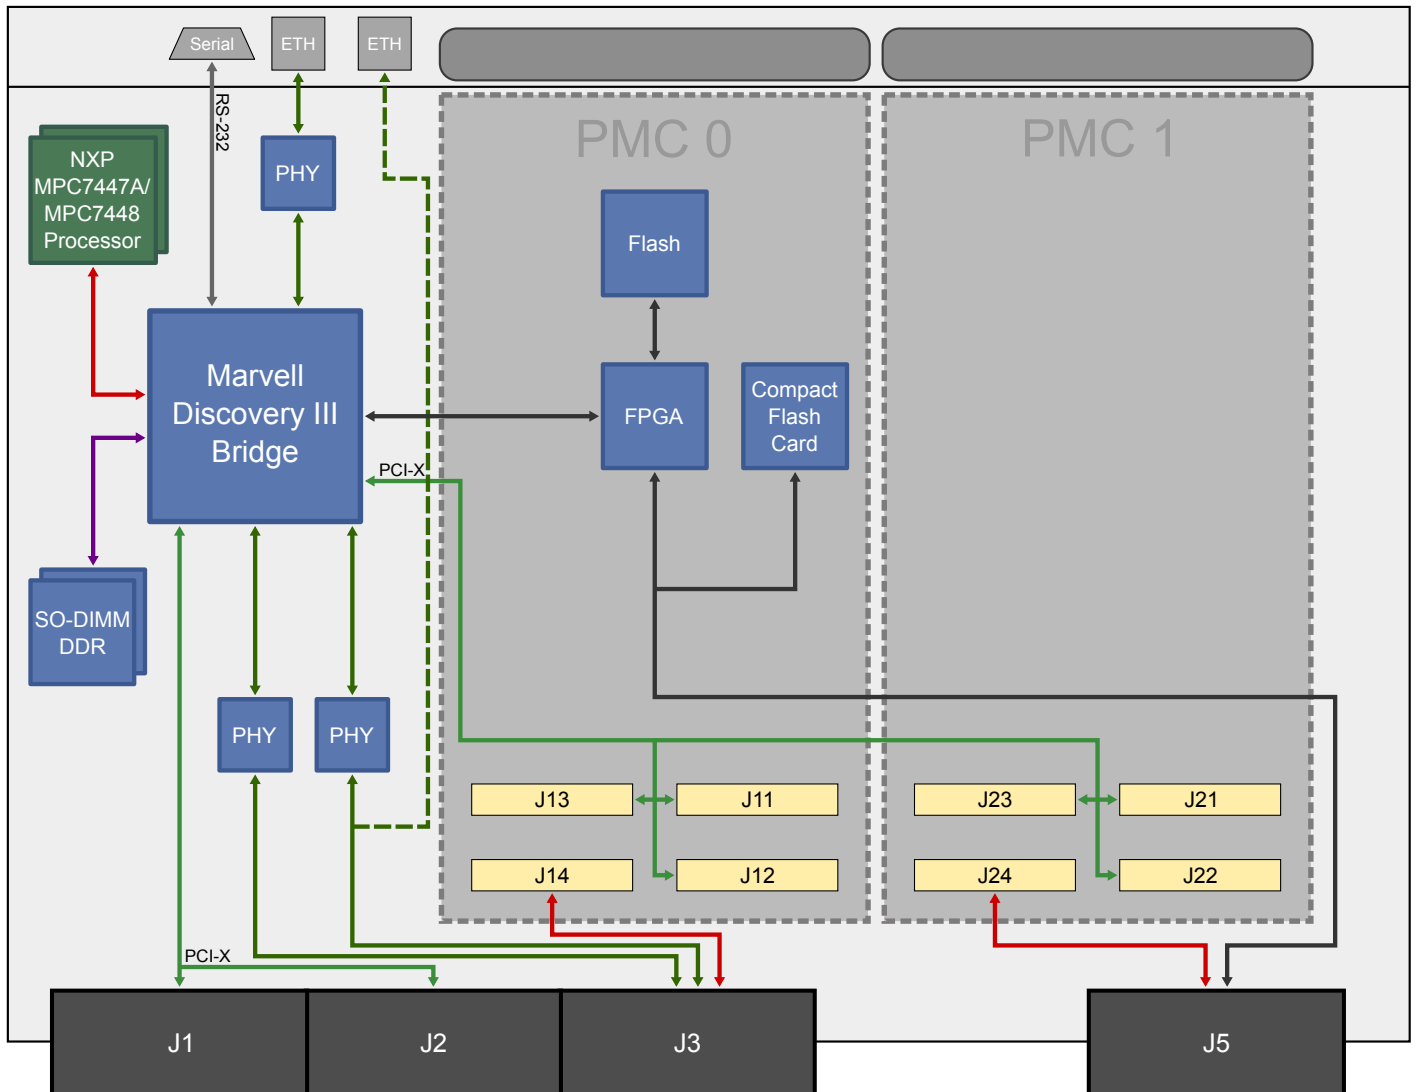 Serial
ETH
ETH
RS-232
PMC 0
PMC 1
NXP
MPC7447A/
MPC7448
Processor
PHY
Flash
Marvell
Discovery III
Bridge
FPGA
Compact
Flash
Card
PCI-X
SO-DIMM
DDR
PHY
PHY
J13
J11
J23
J21
J14
J12
J24
J22
PCI-X
J1
J2
J3
J5